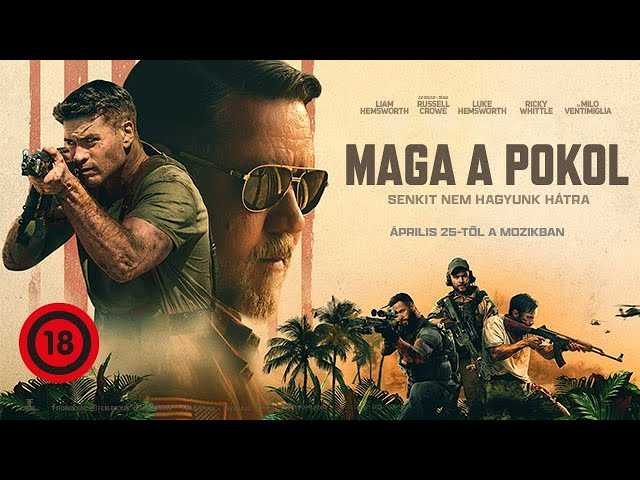 LIAM HEMSWORTH
RUSSELL CROWE
LUKE HEMSWORTH
RICKY WHITTLE
MILO VENTIMIGLIA
MAGA A POKOL
SENKIT NEM HAGYUNK HÁTRA
ÁPRILIS 25-TŐL A MOZIKBAN
18